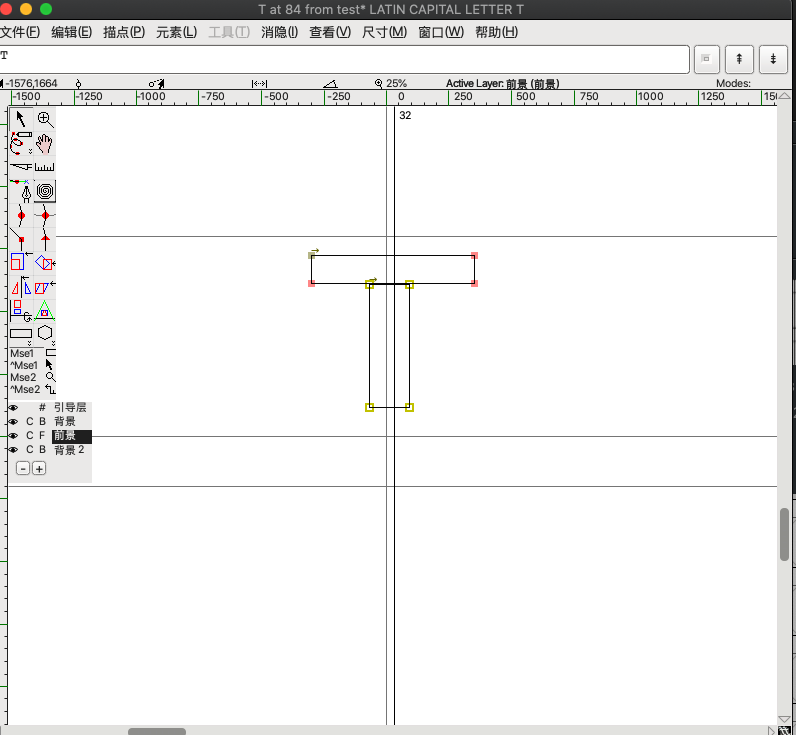 T at 84 from test* LATIN CAPITAL LETTER T
文件(F) 编辑(E) 描点(P) 元素(L) 工具(T) 消隐(I) 查看(V) 尺寸(M) 窗口(W) 帮助(H)
T
-1576,1664 25% Active Layer: 前景 (前景) Modes:
-1500 -1250 -1000 -750 -500 -250 0 250 500 750 1000 1250
32
Mse1
^Mse1
Mse2
^Mse2
# 引导层
C B 背景
C F 前景
C B 背景 2
- +